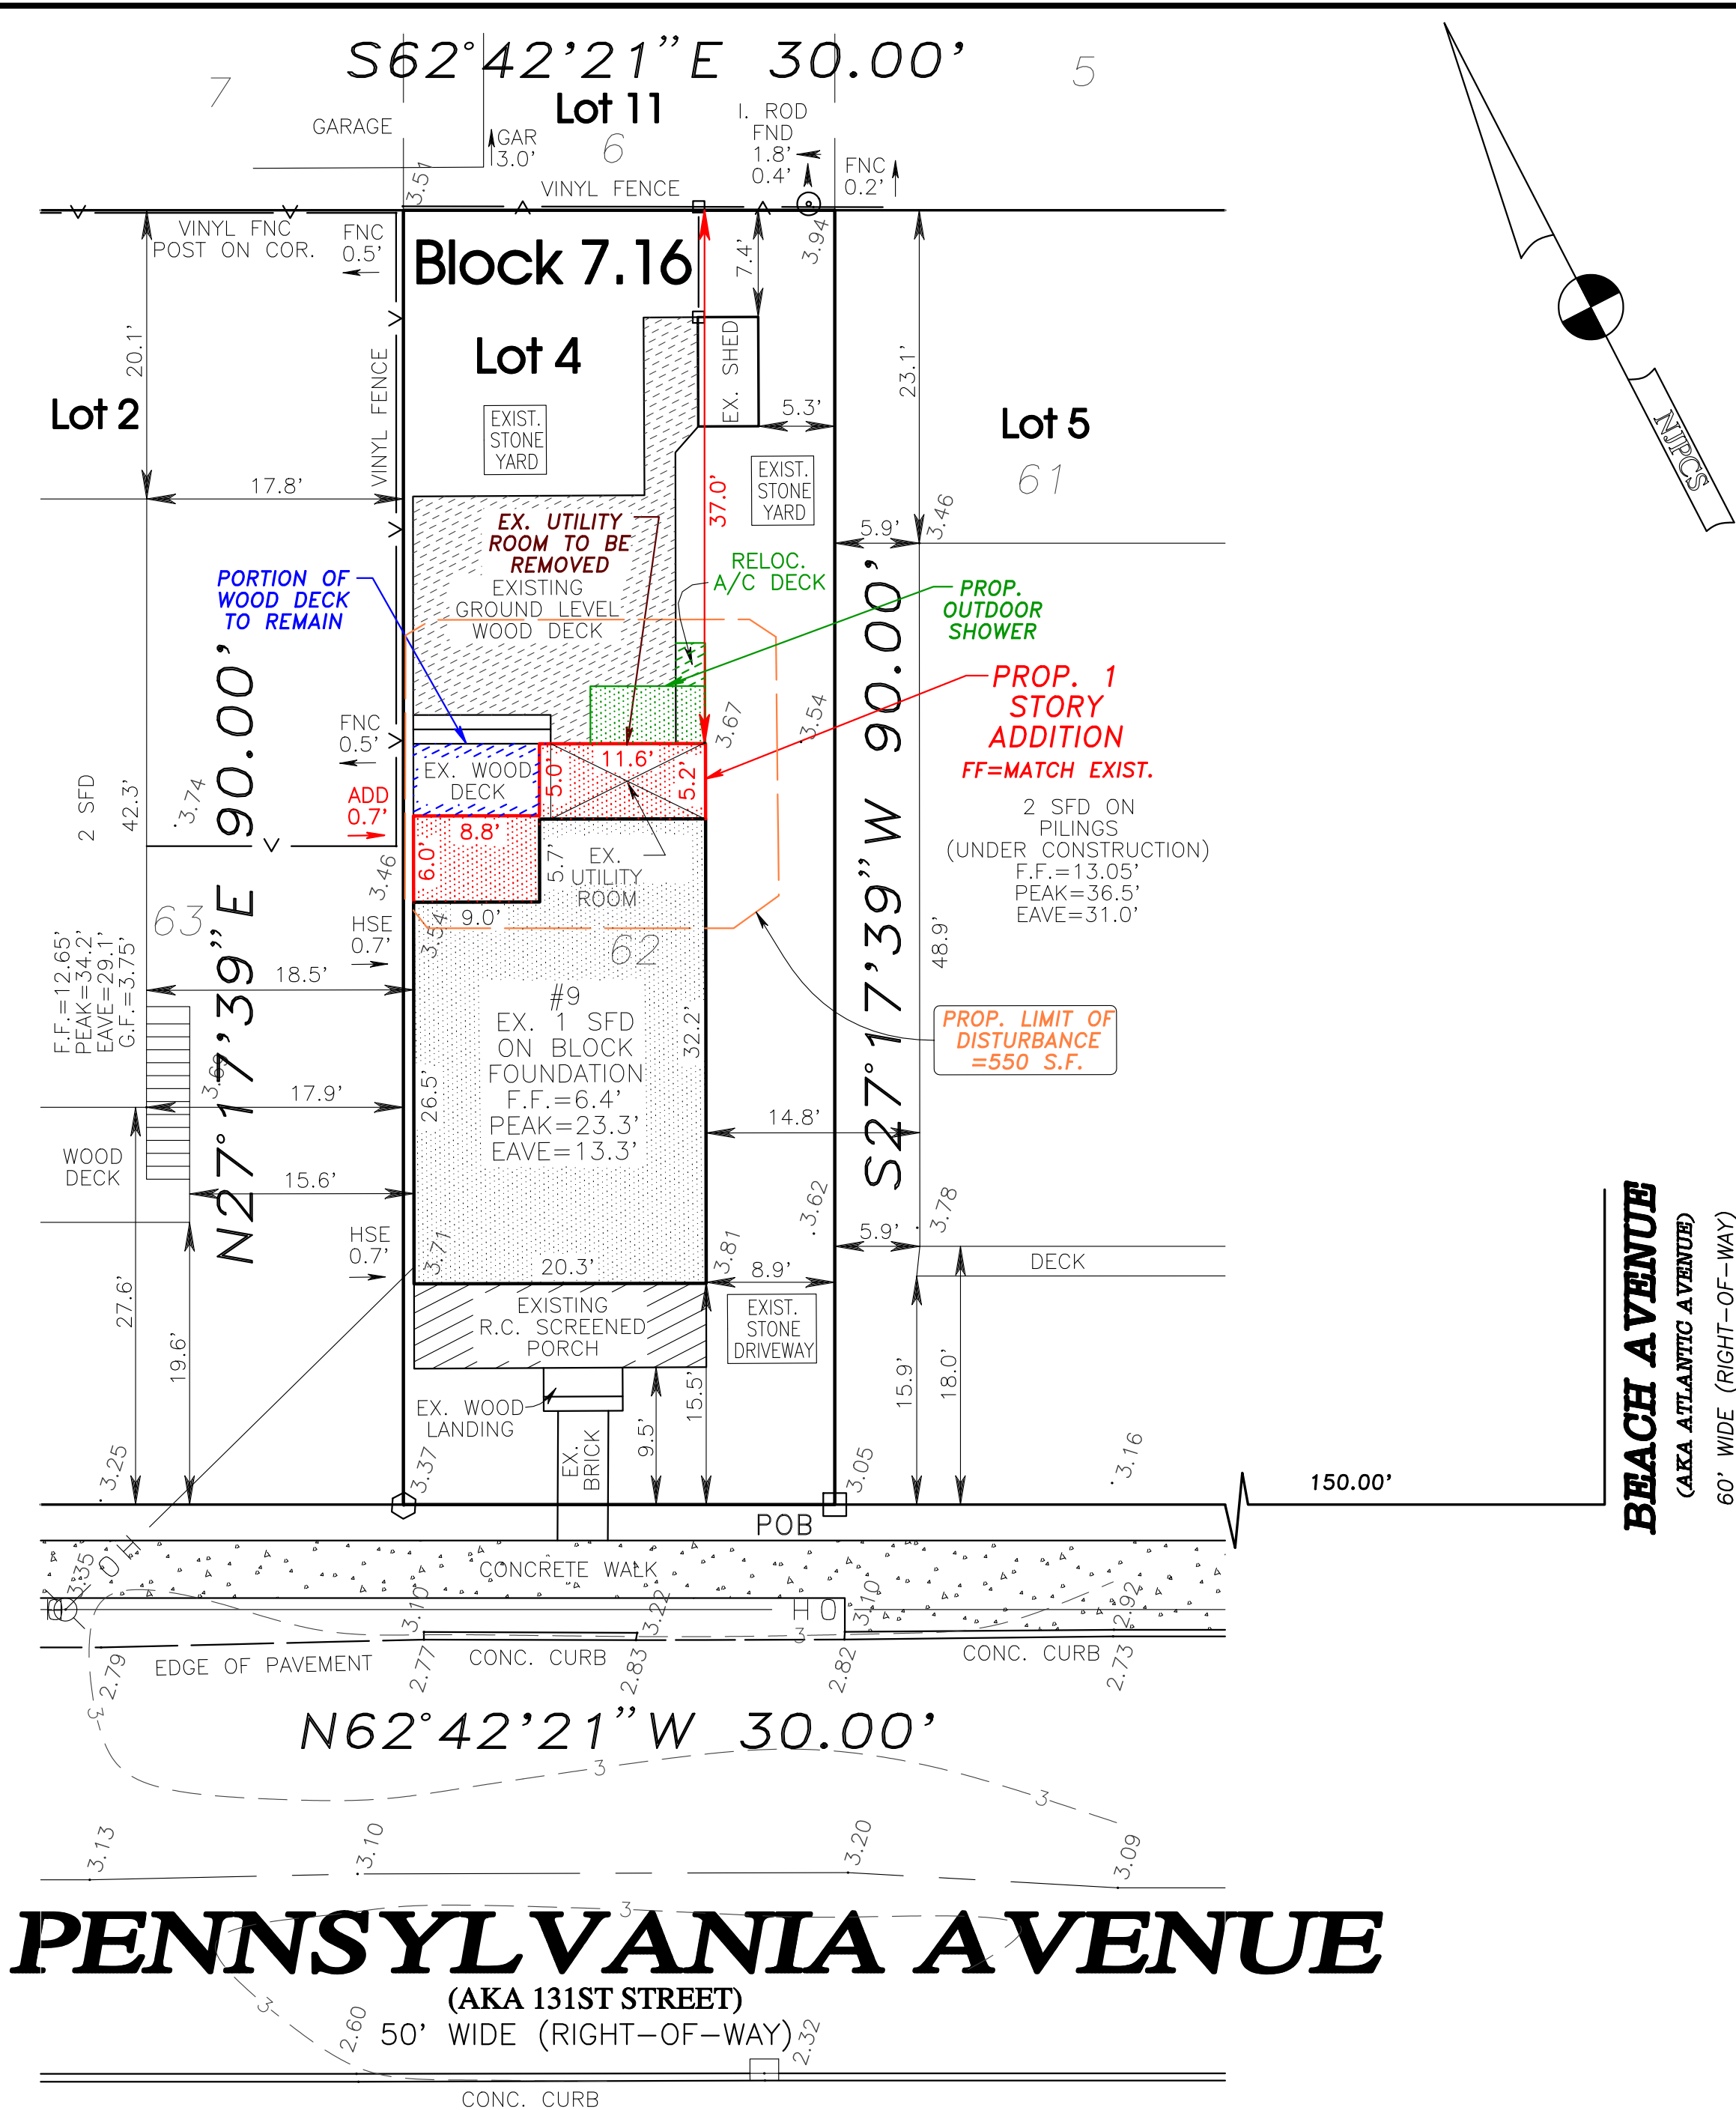 S62°42'21"E 30.00'
7
5
Lot 11
6
GARAGE
GAR
3.0'
I. ROD
FND
1.8'
0.4'
FNC
0.2'
3.51
VINYL FENCE
VINYL FNC
POST ON COR.
FNC
0.5'
Block 7.16
7.4'
3.94
20.1'
Lot 2
VINYL FENCE
Lot 4
EX. SHED
5.3'
23.1'
Lot 5
61
EXIST.
STONE
YARD
EXIST.
STONE
YARD
NJPCS
17.8'
37.0'
5.9'
3.46
EX. UTILITY
ROOM TO BE
REMOVED
EXISTING
GROUND LEVEL
WOOD DECK
RELOC.
A/C DECK
PORTION OF
WOOD DECK
TO REMAIN
PROP.
OUTDOOR
SHOWER
N27°17'39"E 90.00'
S27°17'39"W 90.00'
PROP. 1
STORY
ADDITION
FF=MATCH EXIST.
FNC
0.5'
3.67
3.54
2 SFD
42.3'
3.74
ADD
0.7'
EX. WOOD
DECK
5.0'
11.6'
5.2'
8.8'
6.0'
5.7'
EX.
UTILITY
ROOM
2 SFD ON
PILINGS
(UNDER CONSTRUCTION)
F.F.=13.05'
PEAK=36.5'
EAVE=31.0'
3.46
63
HSE
0.7'
9.0'
3.54
62
48.9'
F.F.=12.65'
PEAK=34.2'
EAVE=29.1'
G.F.=3.75'
18.5'
#9
EX. 1 SFD
ON BLOCK
FOUNDATION
F.F.=6.4'
PEAK=23.3'
EAVE=13.3'
32.2'
26.5'
PROP. LIMIT OF
DISTURBANCE
=550 S.F.
17.9'
14.8'
WOOD
DECK
15.6'
3.62
3.78
HSE
0.7'
3.71
20.3'
3.81
8.9'
5.9'
DECK
27.6'
19.6'
EXISTING
R.C. SCREENED
PORCH
EXIST.
STONE
DRIVEWAY
15.9'
18.0'
EX. WOOD
LANDING
EX.
BRICK
9.5'
15.5'
3.25
3.37
3.05
3.16
150.00'
BEACH AVENUE
(AKA ATLANTIC AVENUE)
60' WIDE (RIGHT-OF-WAY)
POB
HO
3.35
CONCRETE WALK
3.10
3.22
HO
3.10
2.92
3
EDGE OF PAVEMENT
CONC. CURB
CONC. CURB
2.79
2.77
2.83
2.82
2.73
3
N62°42'21"W 30.00'
3
3
3.13
3.10
3.20
3.09
3
PENNSYLVANIA AVENUE
(AKA 131ST STREET)
50' WIDE (RIGHT-OF-WAY)
3
2.60
2.32
CONC. CURB